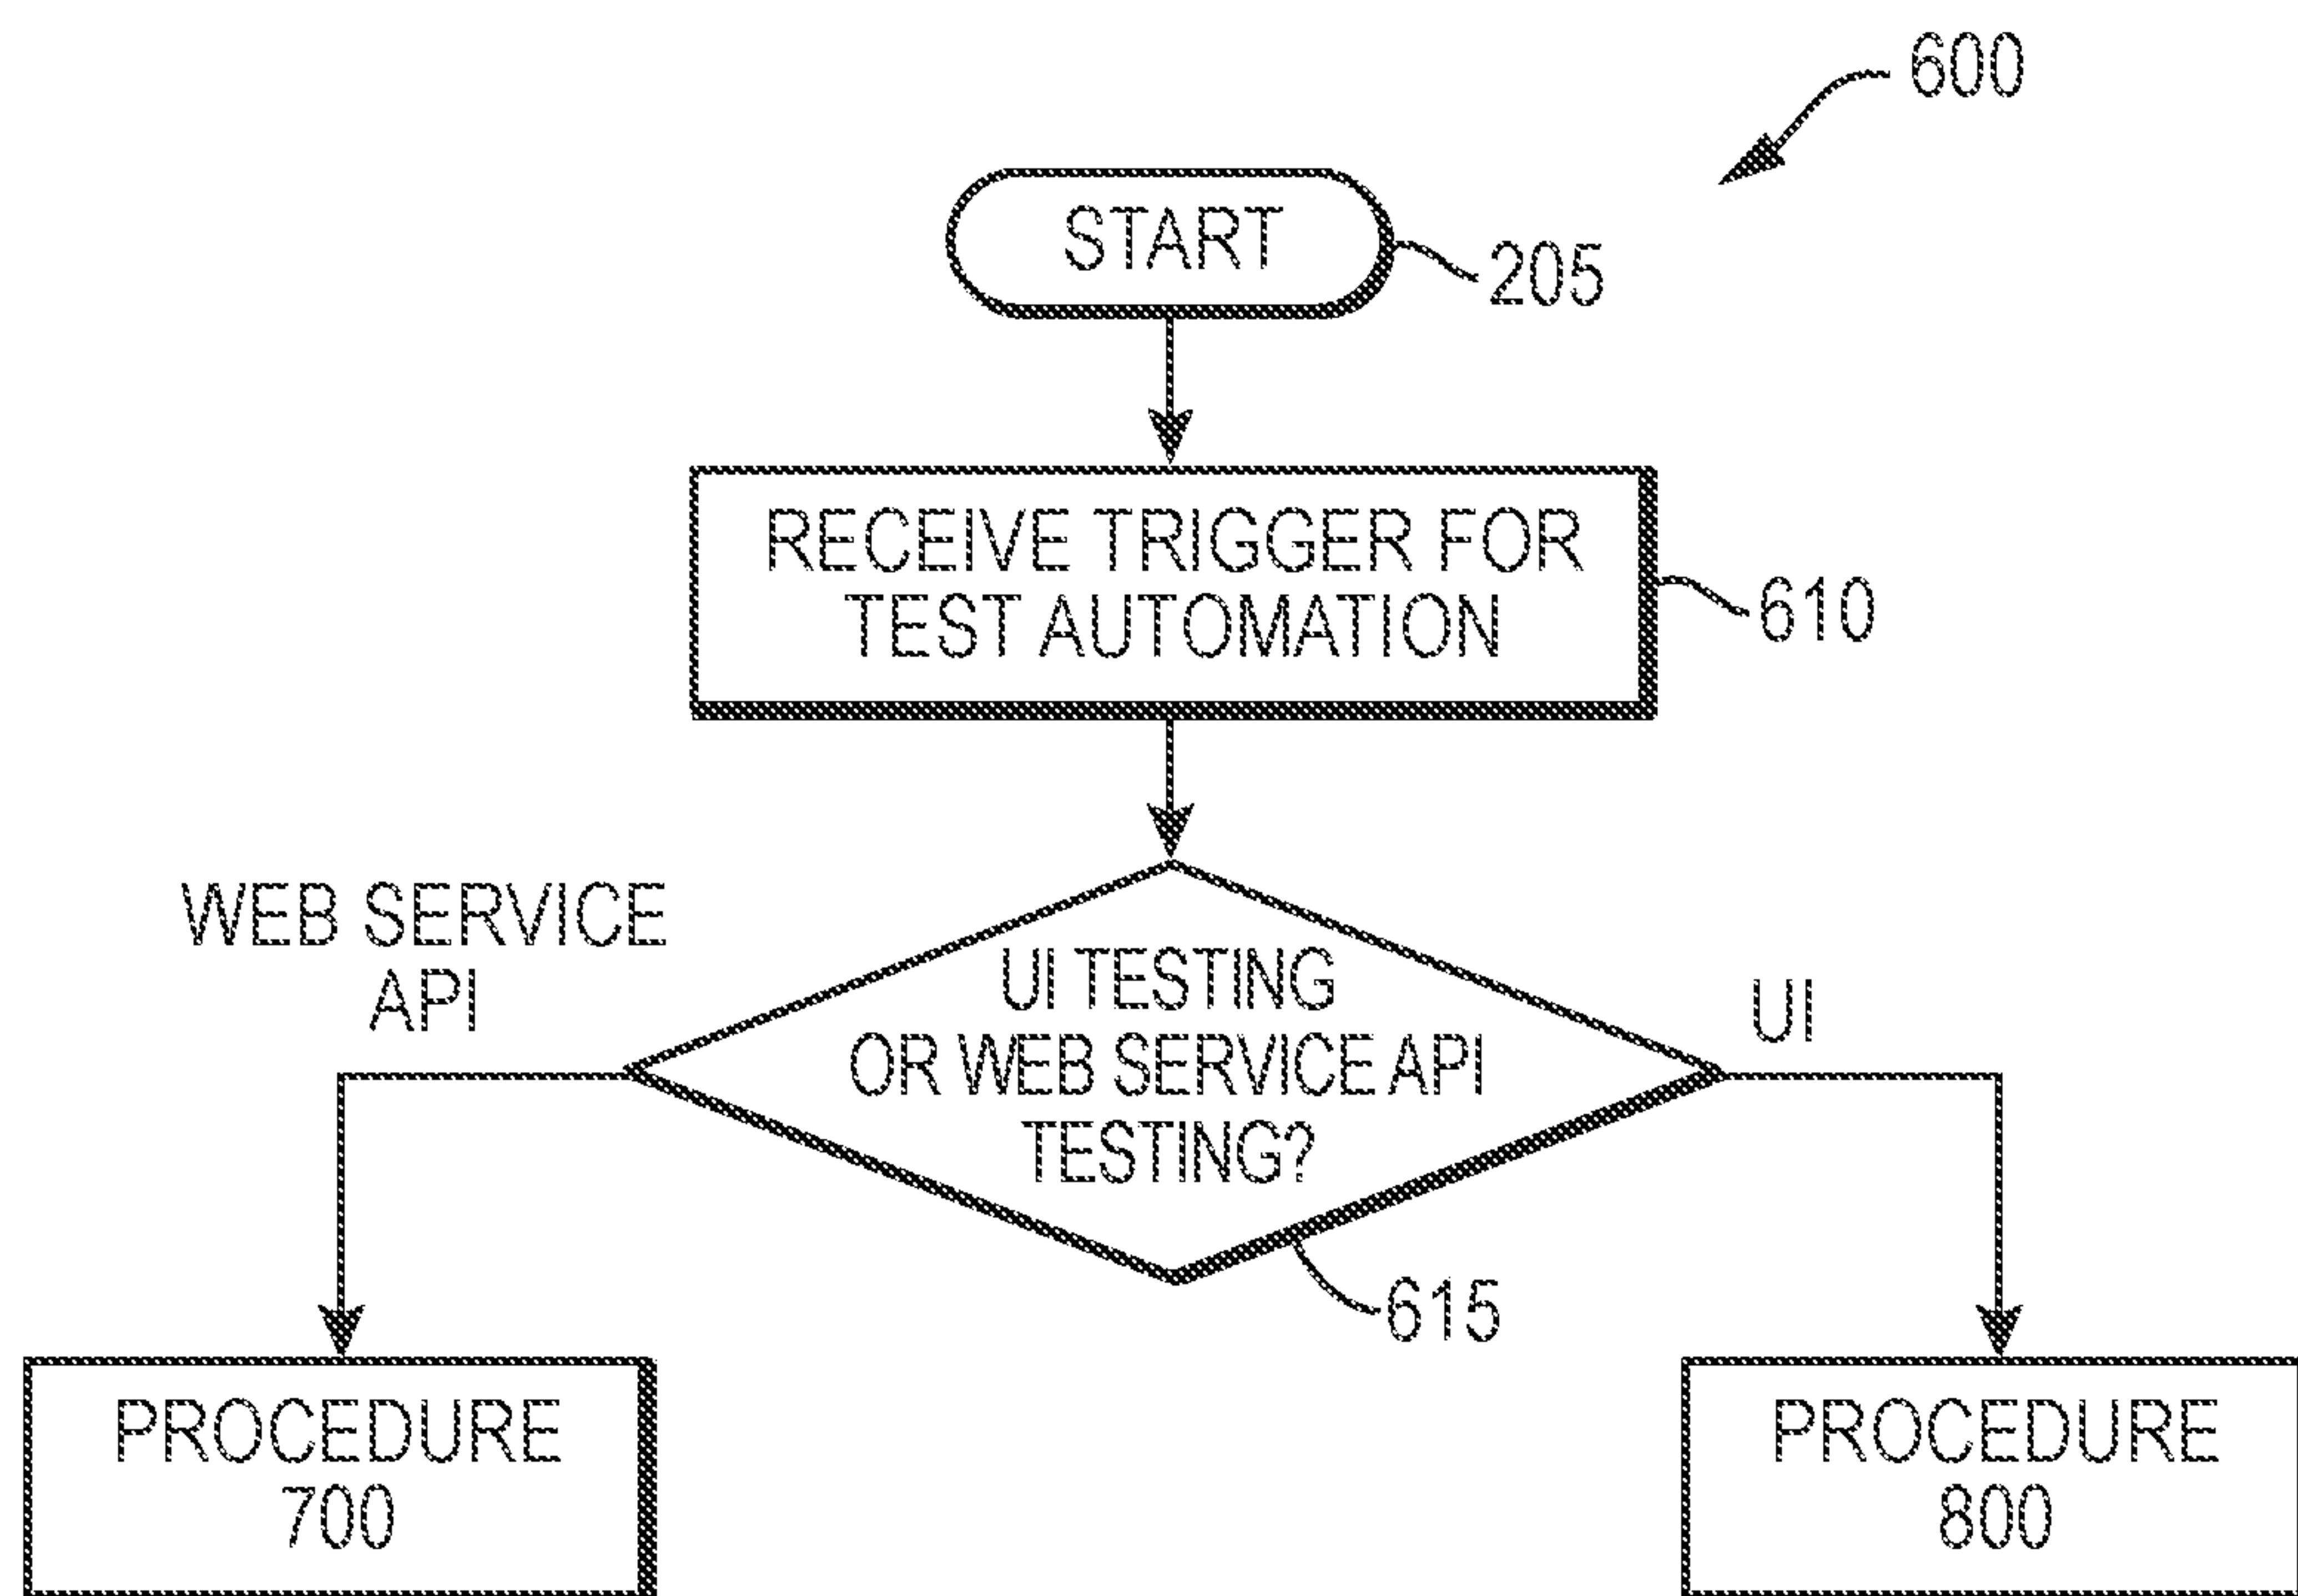 600
START
205
RECEIVE TRIGGER FOR
TEST AUTOMATION
610
WEB SERVICE
API
UI TESTING
OR WEB SERVICE API
TESTING?
UI
615
PROCEDURE
700
PROCEDURE
800